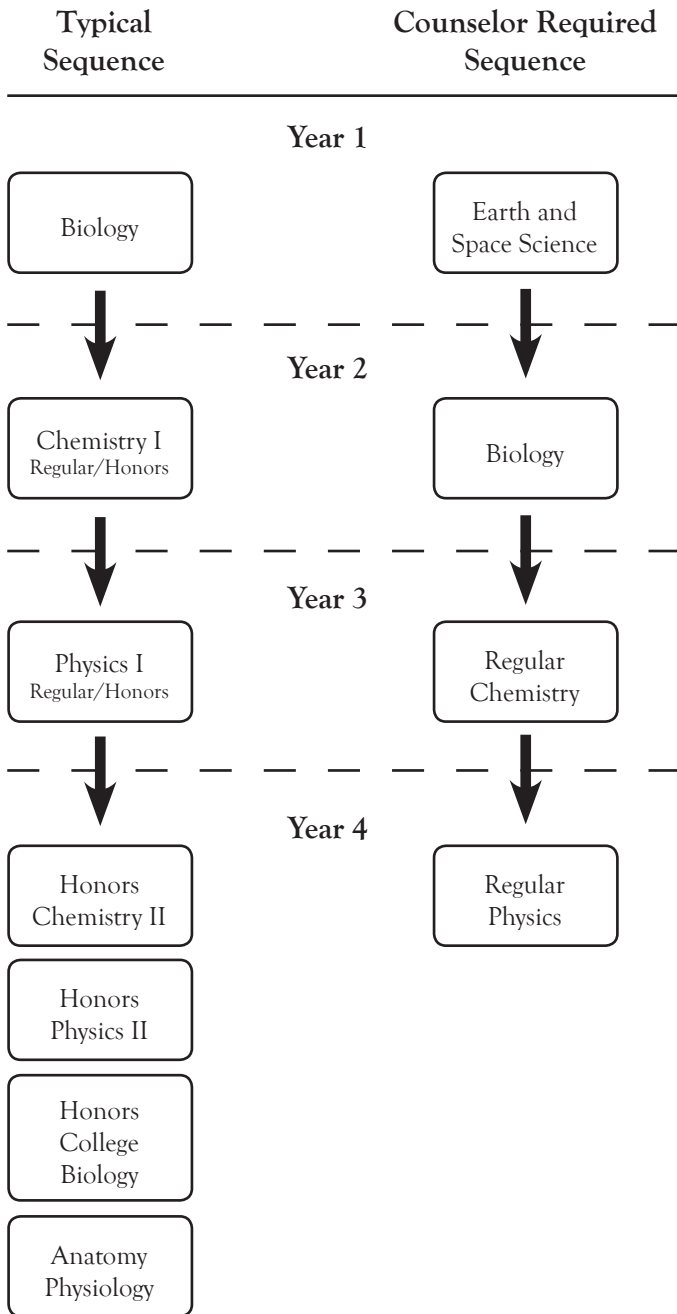 Typical
Sequence
Counselor Required
Sequence
Year 1
Biology
Earth and
Space Science
Year 2
Chemistry I
Regular/Honors
Biology
Year 3
Physics I
Regular/Honors
Regular
Chemistry
Year 4
Honors
Chemistry II
Regular
Physics
Honors
Physics II
Honors
College
Biology
Anatomy
Physiology